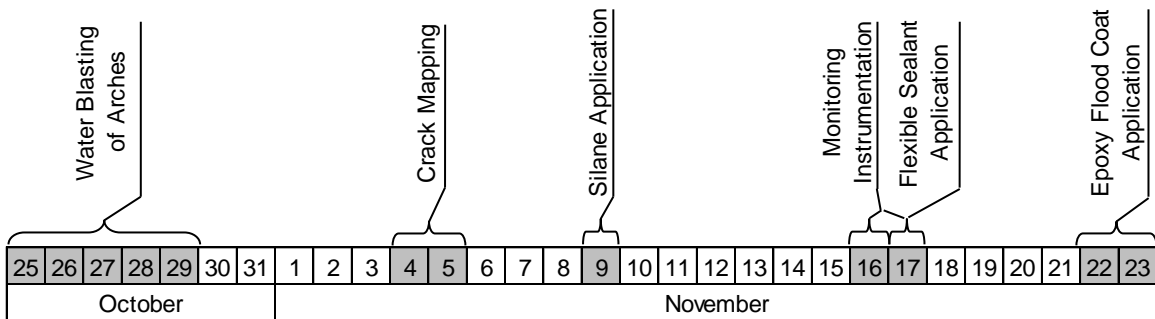 Water Blasting
of Arches
Crack Mapping
Silane Application
Monitoring
Instrumentation
Flexible Sealant
Application
Epoxy Flood Coat
Application
25 26 27 28 29 30 31 1 2 3 4 5 6 7 8 9 10 11 12 13 14 15 16 17 18 19 20 21 22 23
October November